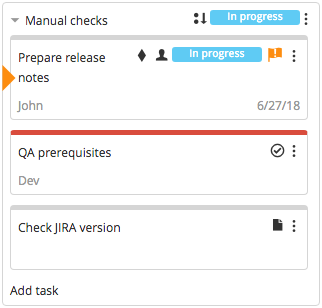 Manual checks In progress
Prepare release In progress
notes
John 6/27/18
QA prerequisites
Dev
Check JIRA version
Add task